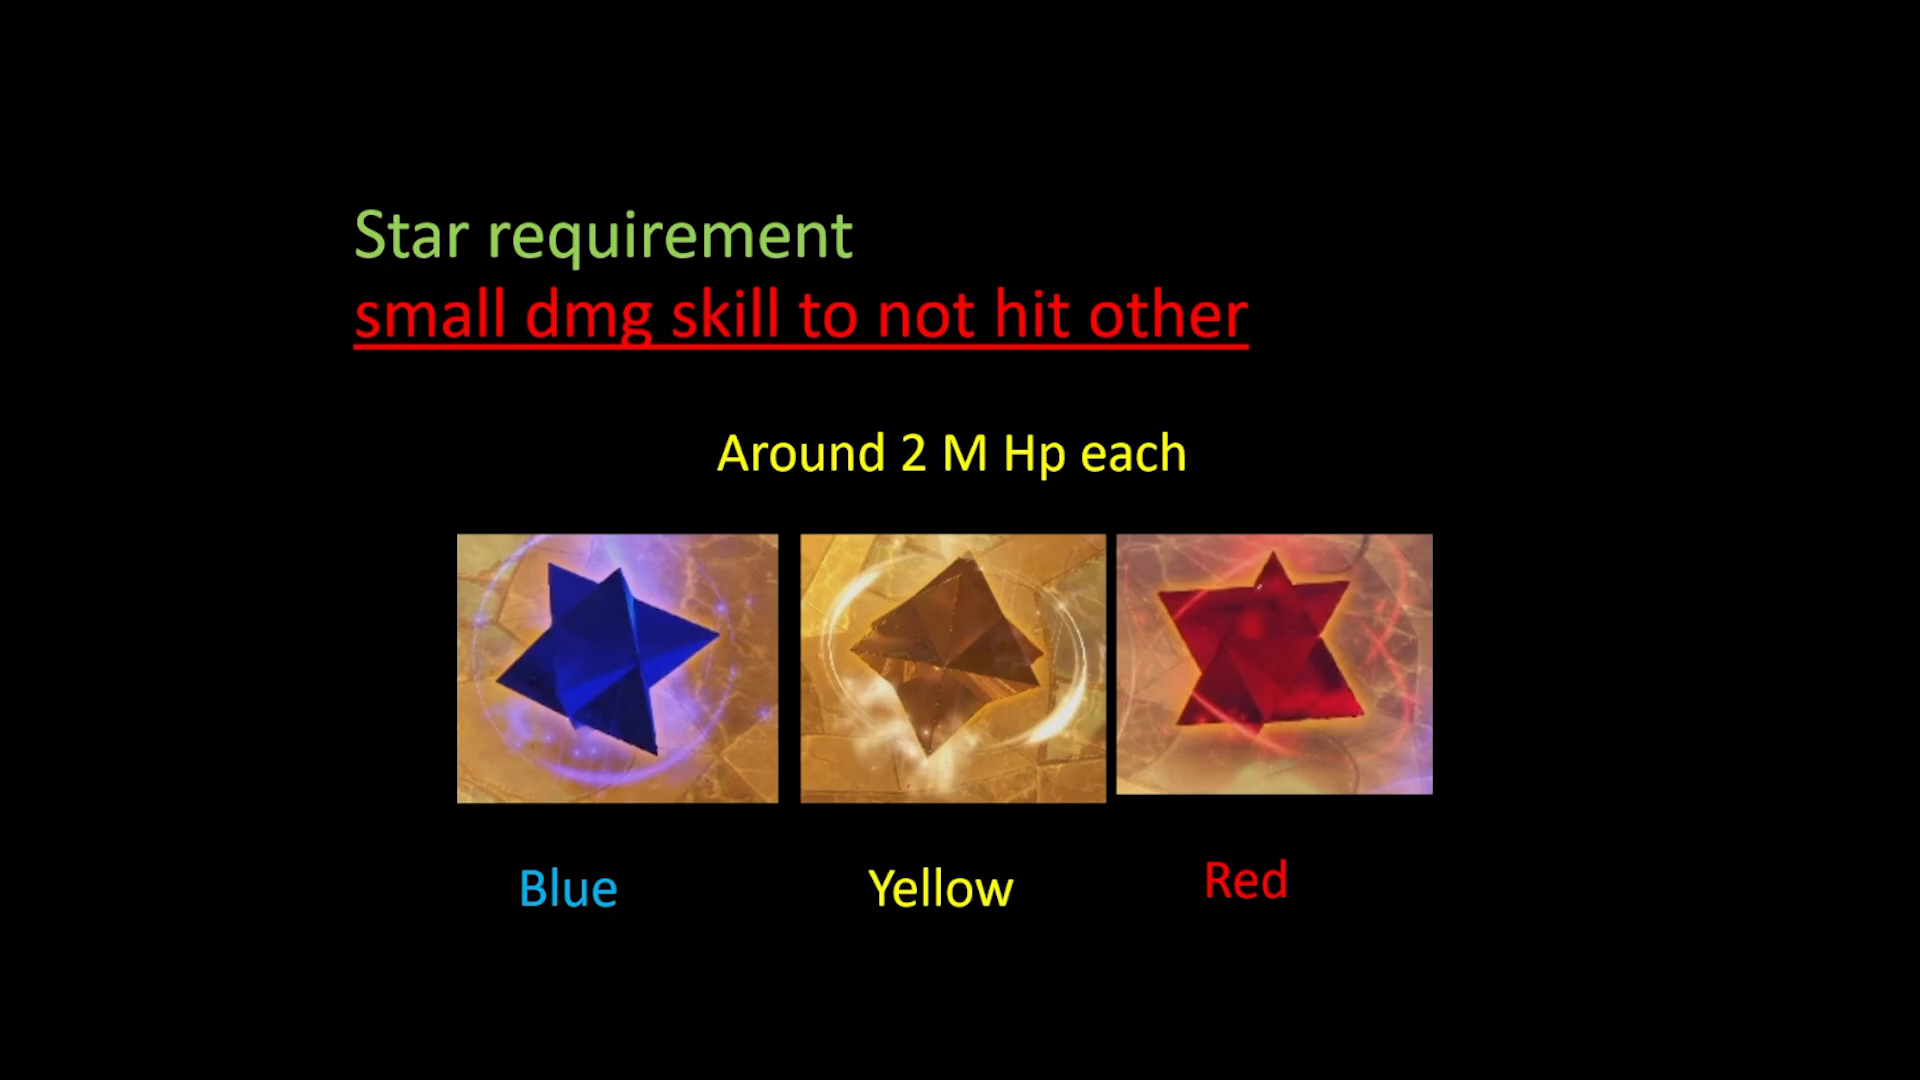 Star requirement
small dmg skill to not hit other
Around 2 M Hp each
Blue
Yellow
Red